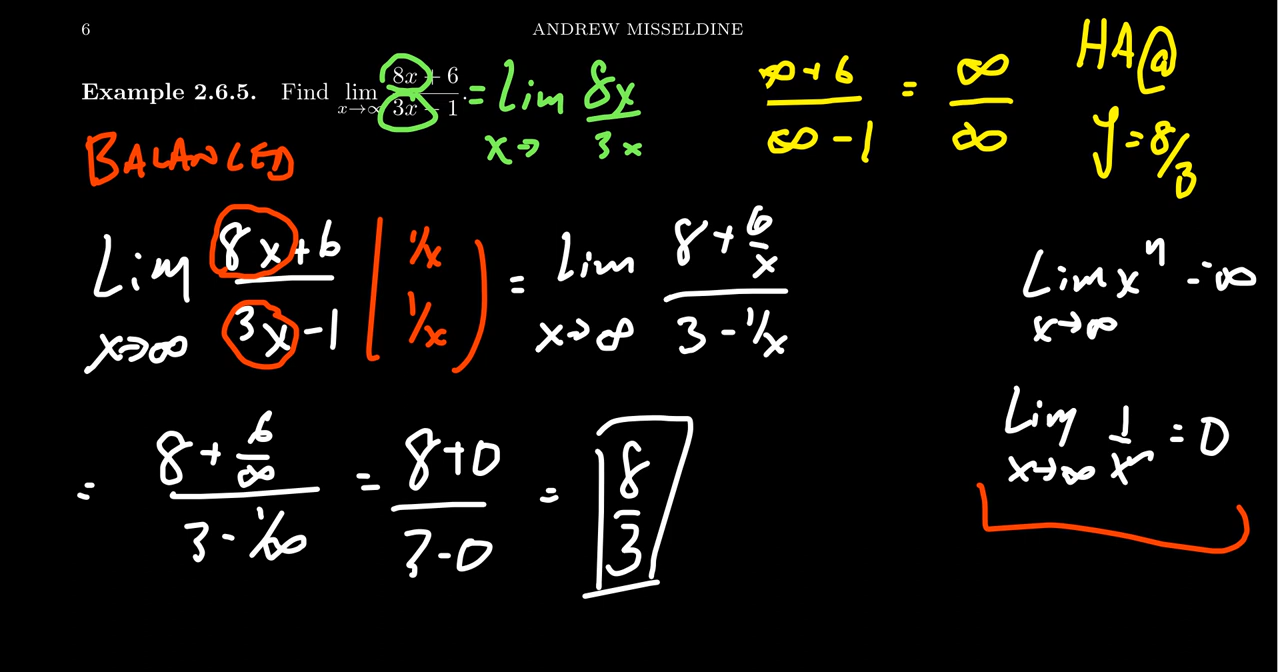 6 ANDREW MISSELDINE
Example 2.6.5. Find lim x→∞ (8x + 6)/(3x − 1). = Lim x→ 8x/3x
(∞ + 6)/(∞ − 1) = ∞/∞
HA@
y = 8/3
BALANCED
Lim x→∞ (8x + 6)/(3x − 1) ((1/x)/(1/x)) = Lim x→∞ (8 + 6/x)/(3 − 1/x)
Lim x→∞ xⁿ = ∞
= (8 + 6/∞)/(3 − 1/∞) = (8 + 0)/(3 − 0) = 8/3
Lim x→∞ 1/xⁿ = 0